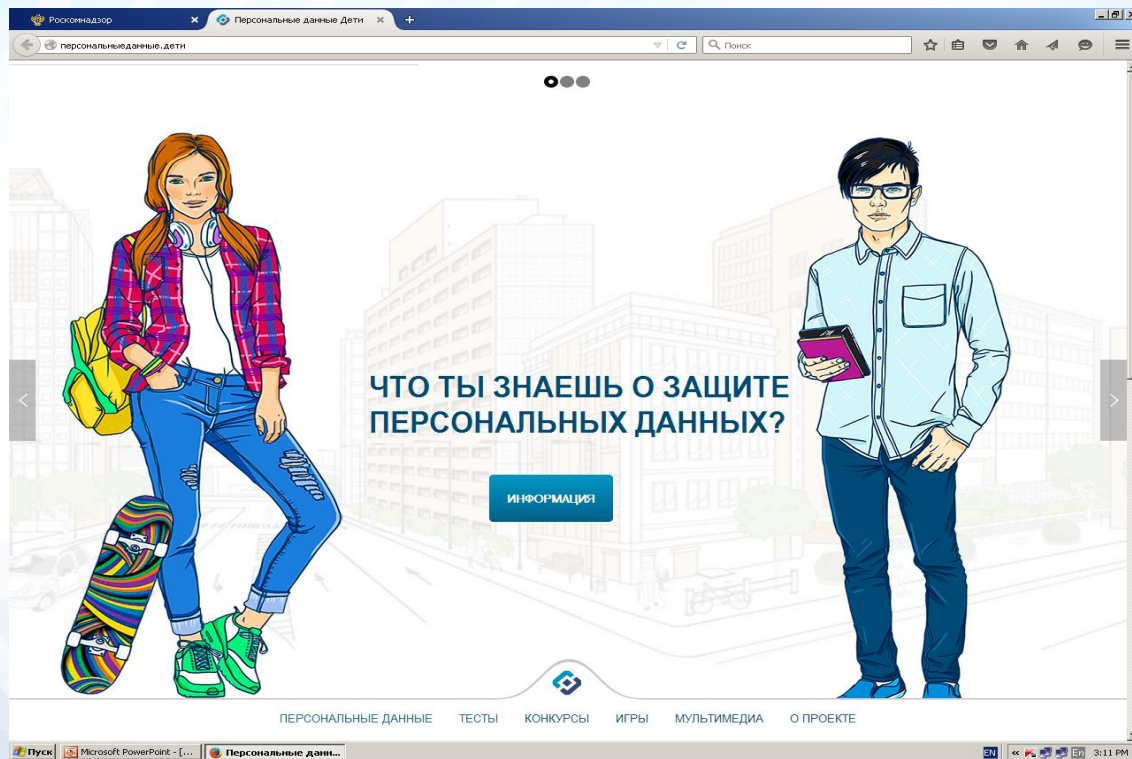 Роскомнадзор
Персональные данные Дети
персональныеданные.дети
Поиск
ЧТО ТЫ ЗНАЕШЬ О ЗАЩИТЕ
ПЕРСОНАЛЬНЫХ ДАННЫХ?
ИНФОРМАЦИЯ
ПЕРСОНАЛЬНЫЕ ДАННЫЕ ТЕСТЫ КОНКУРСЫ ИГРЫ МУЛЬТИМЕДИА О ПРОЕКТЕ
Пуск Microsoft PowerPoint - [... Персональные данн... EN « En 3:11 PM